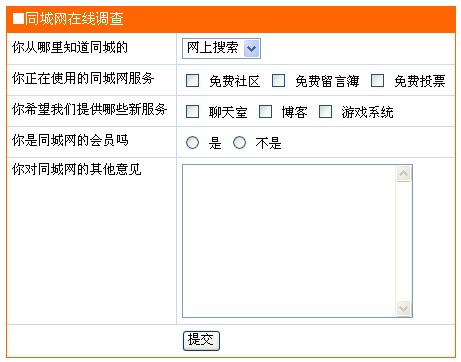 ■同城网在线调查
你从哪里知道同城的 网上搜索
你正在使用的同城网服务 免费社区 免费留言簿 免费投票
你希望我们提供哪些新服务 聊天室 博客 游戏系统
你是同城网的会员吗 是 不是
你对同城网的其他意见
提交